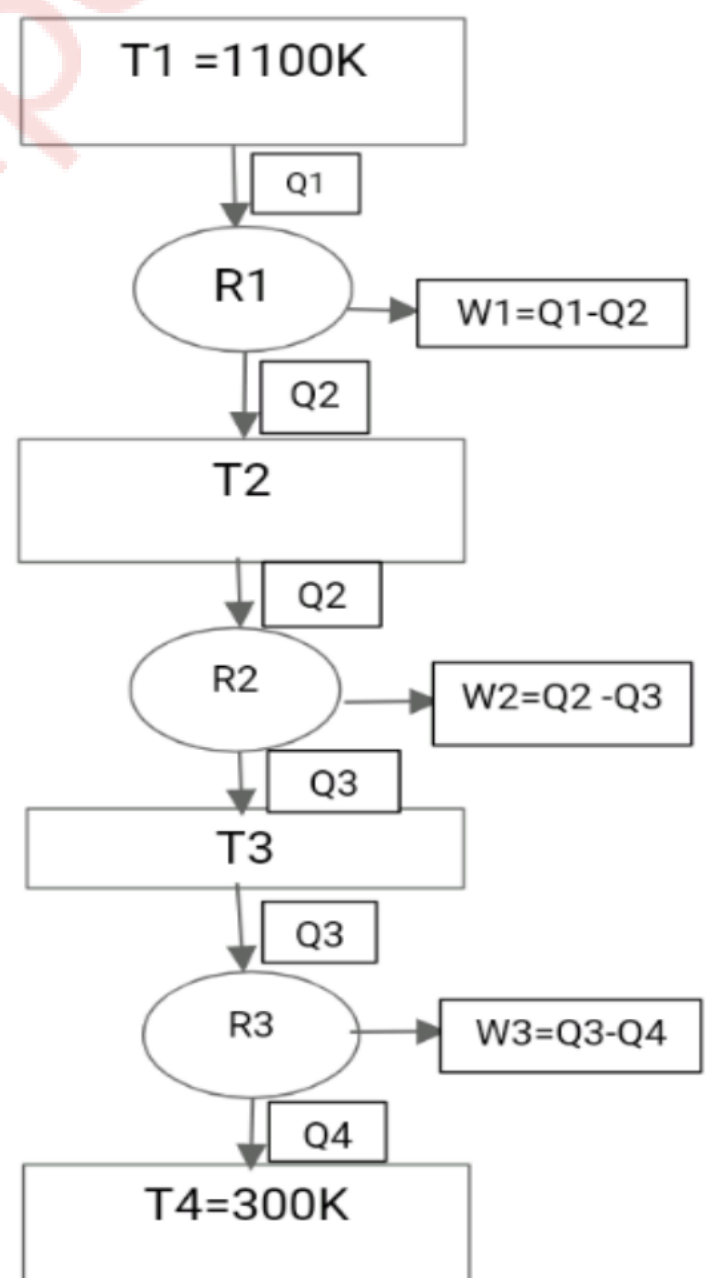 T1 =1100K
Q1
R1
W1=Q1-Q2
Q2
T2
Q2
R2
W2=Q2 -Q3
Q3
T3
Q3
R3
W3=Q3-Q4
Q4
T4=300K